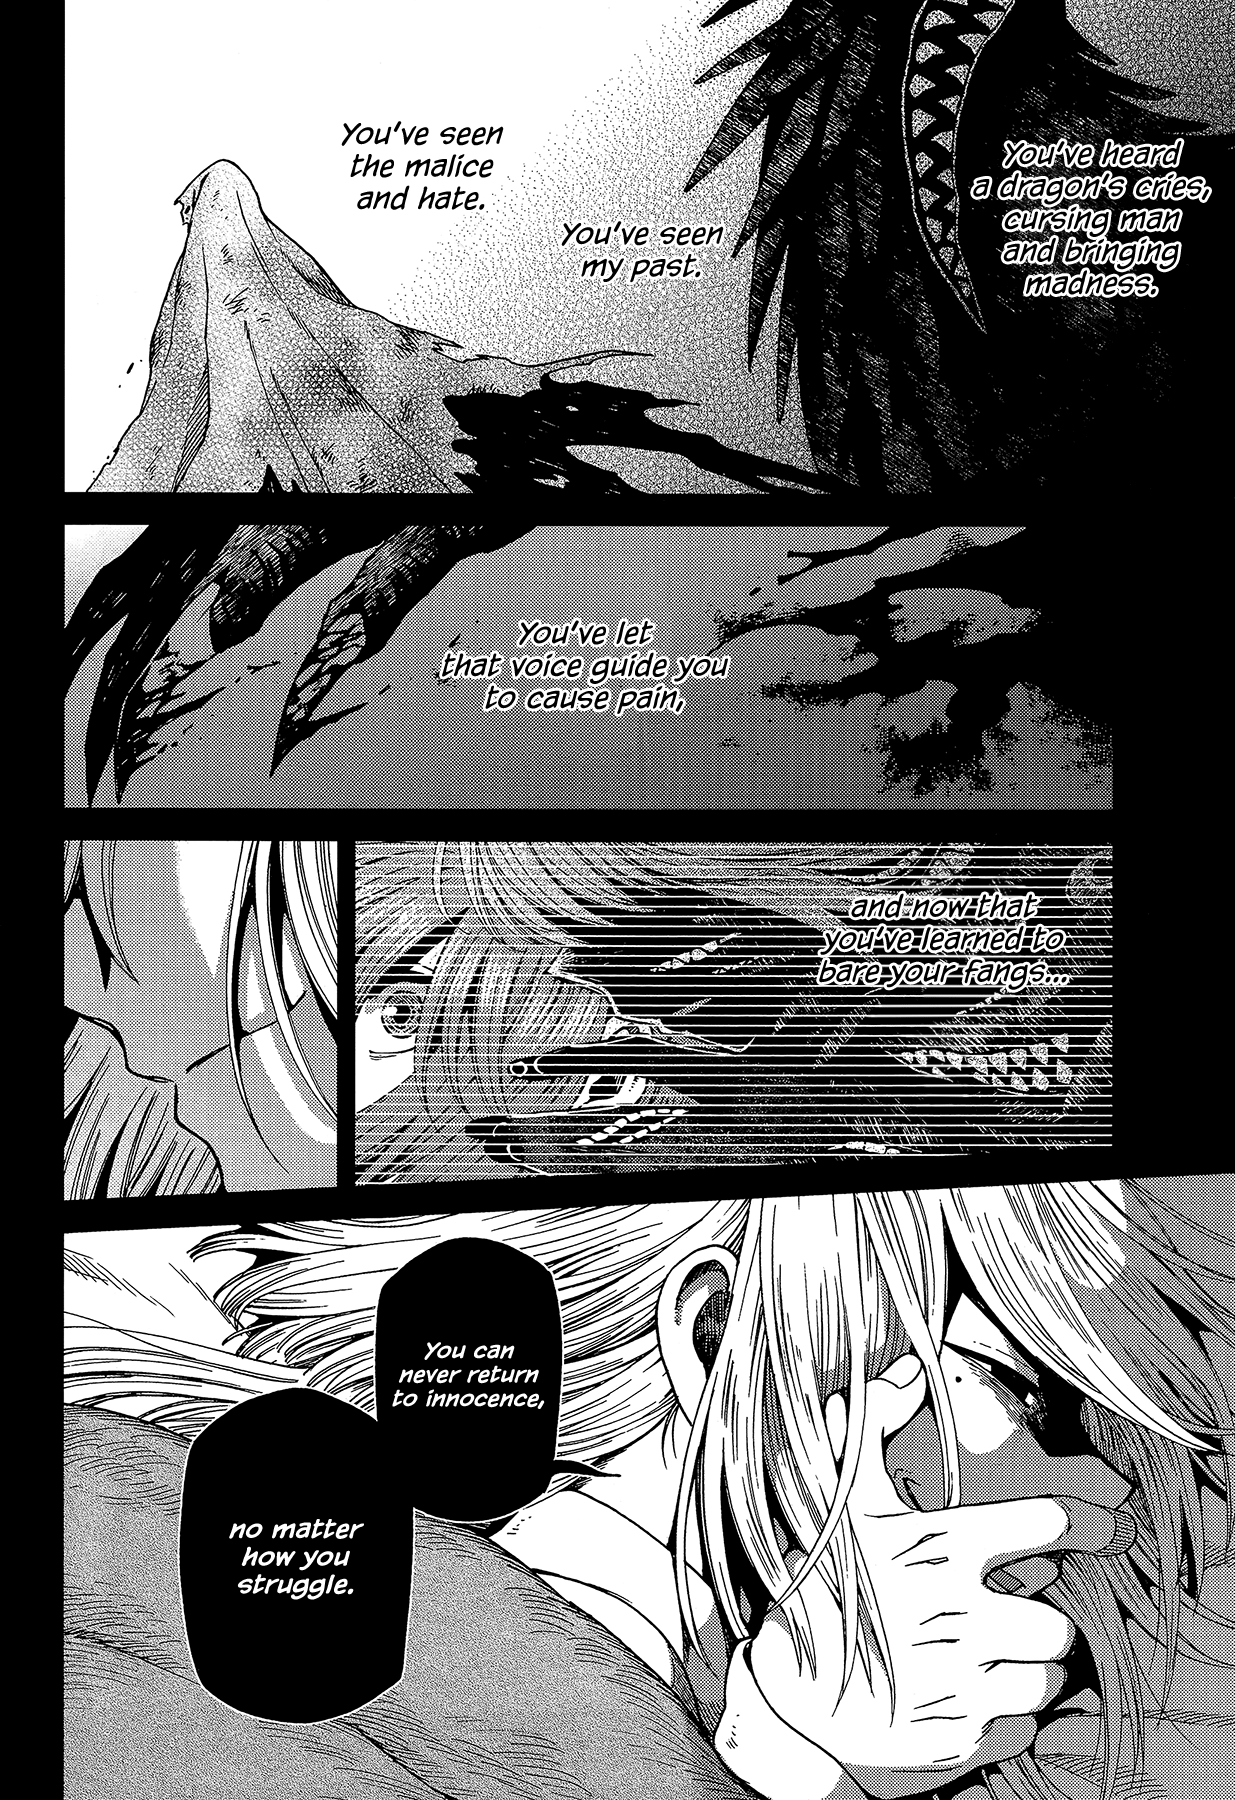 You've heard
a dragon's cries,
cursing man
and bringing
madness.
You've seen
my past.
You've seen
the malice
and hate.
You've let
that voice guide you
to cause pain,
and now that
you've learned to
bare your fangs...
You can
never return
to innocence,
no matter
how you
struggle.